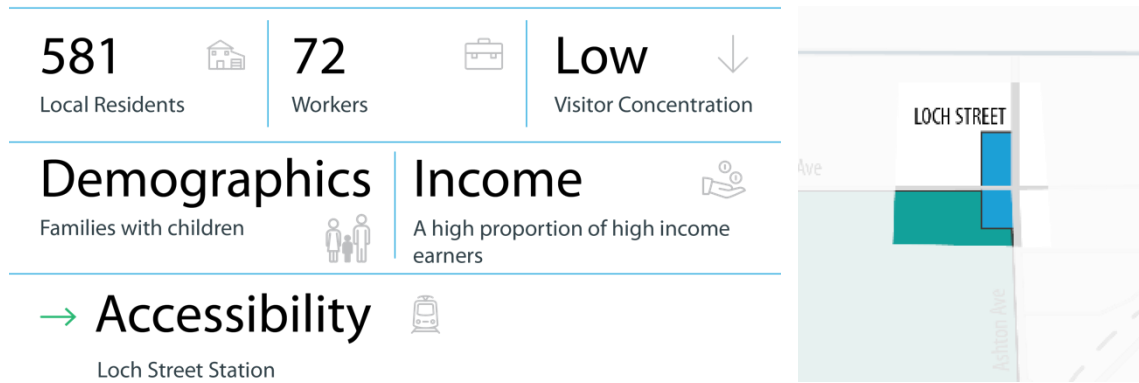 581
Local Residents
72
Workers
Low
Visitor Concentration
Demographics
Families with children
Income
A high proportion of high income
earners
Accessibility
Loch Street Station
LOCH STREET
Ave
Ashton Ave